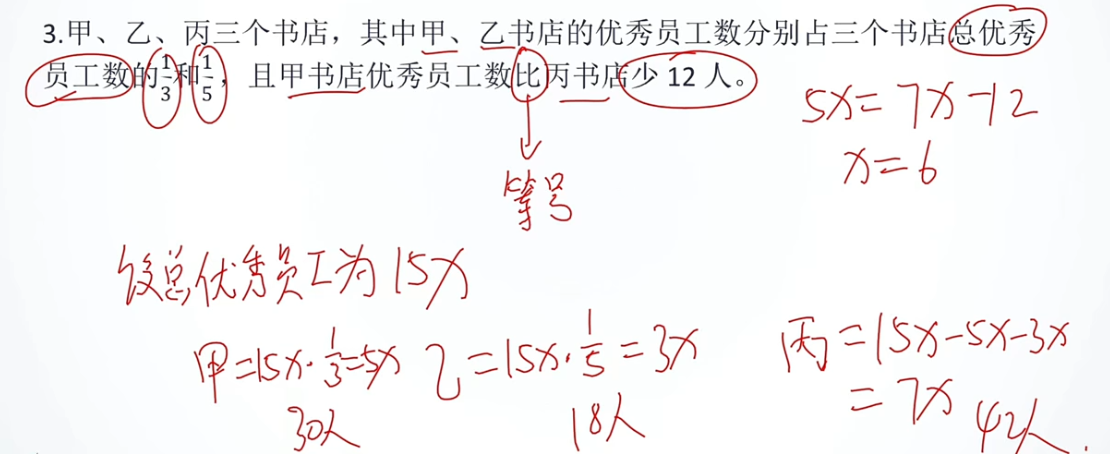 3.甲、乙、丙三个书店，其中甲、乙书店的优秀员工数分别占三个书店总优秀
员工数的1/3和1/5，且甲书店优秀员工数比丙书店少 12 人。
5x=7x-12
x=6
等号
设总优秀员工为15x
甲=15x·1/3=5x 乙=15x·1/5=3x 丙=15x-5x-3x
=7x
30人 18人 42人